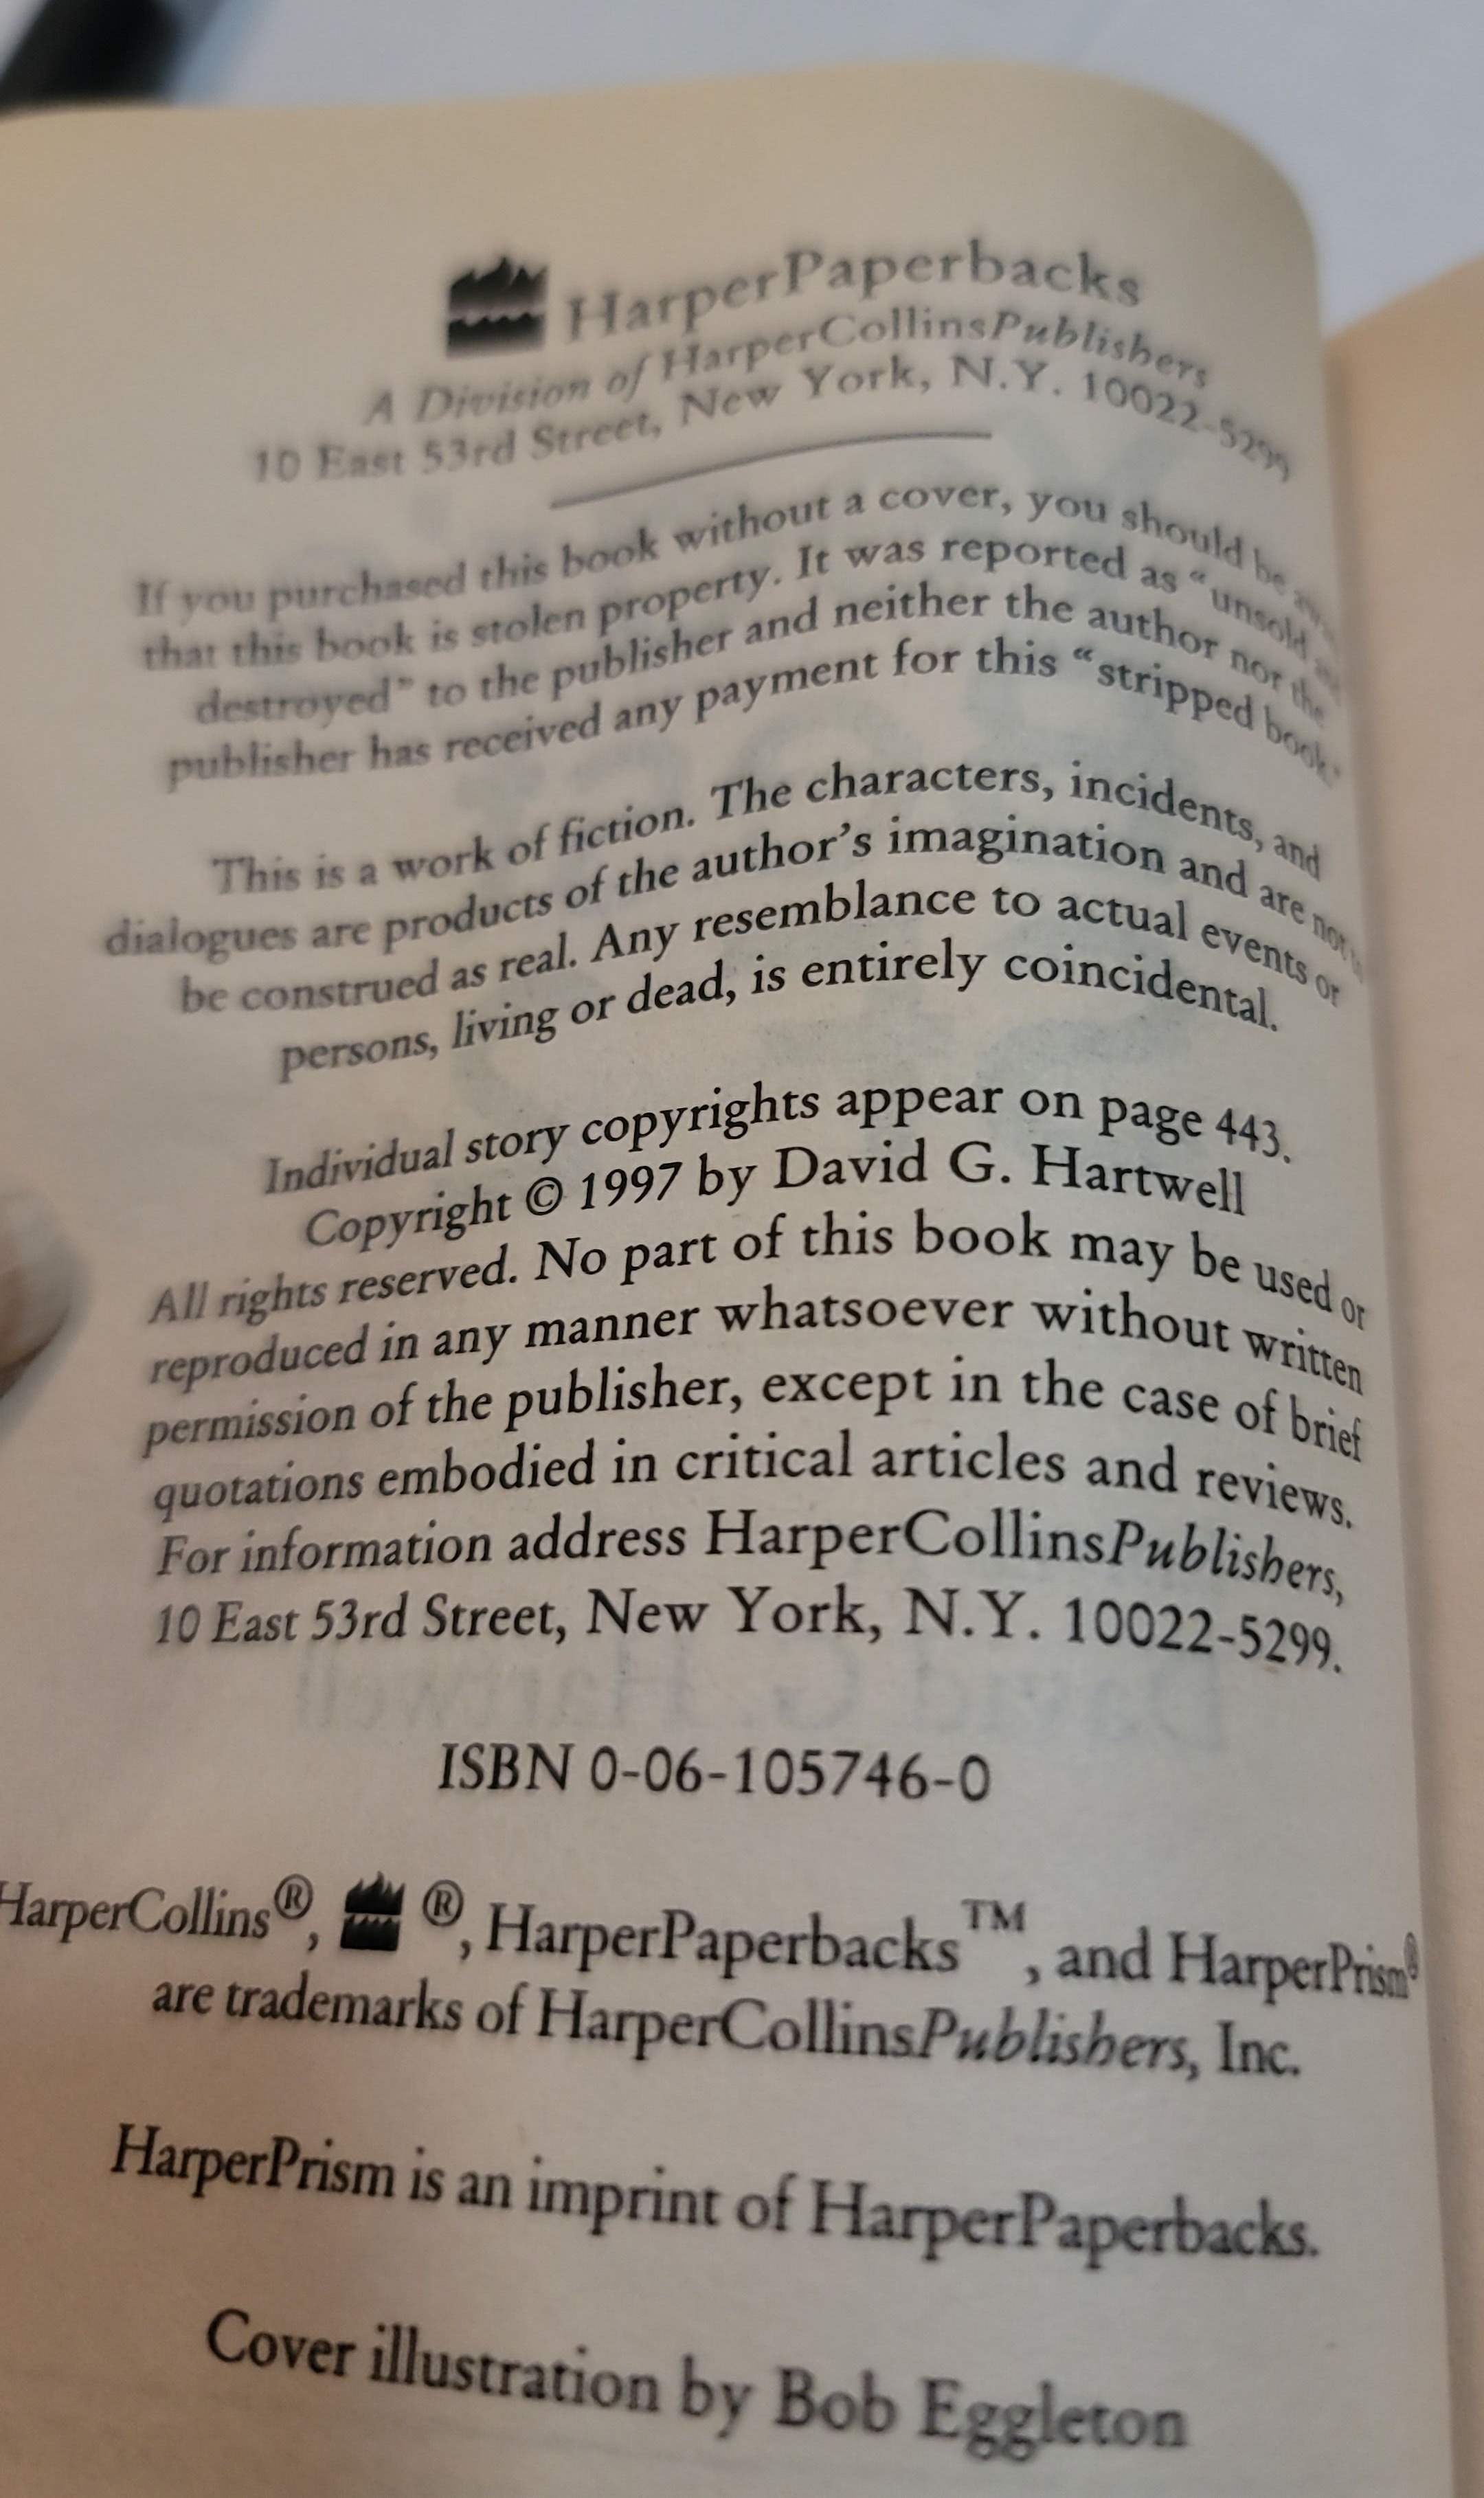 HarperPaperbacks
A Division of HarperCollinsPublishers
10 East 53rd Street, New York, N.Y. 10022-5299
If you purchased this book without a cover, you should be
that this book is stolen property. It was reported as “unsold
destroyed” to the publisher and neither the author nor the
publisher has received any payment for this “stripped book.”
This is a work of fiction. The characters, incidents, and
dialogues are products of the author’s imagination and are not
be construed as real. Any resemblance to actual events or
persons, living or dead, is entirely coincidental.
Individual story copyrights appear on page 443.
Copyright © 1997 by David G. Hartwell
All rights reserved. No part of this book may be used or
reproduced in any manner whatsoever without written
permission of the publisher, except in the case of brief
quotations embodied in critical articles and reviews.
For information address HarperCollinsPublishers,
10 East 53rd Street, New York, N.Y. 10022-5299.
ISBN 0-06-105746-0
HarperCollins®, ®, HarperPaperbacks™, and HarperPrism®
are trademarks of HarperCollinsPublishers, Inc.
HarperPrism is an imprint of HarperPaperbacks.
Cover illustration by Bob Eggleton